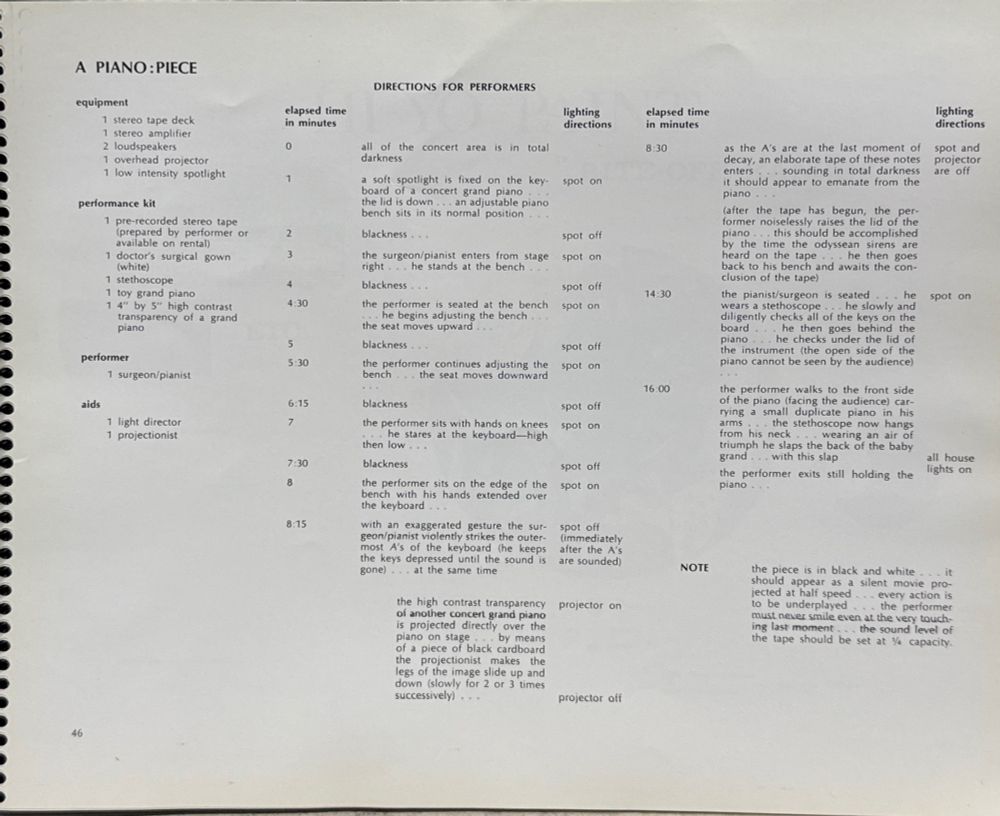 A PIANO:PIECE
DIRECTIONS FOR PERFORMERS
equipment
1 stereo tape deck
1 stereo amplifier
2 loudspeakers
1 overhead projector
1 low intensity spotlight
performance kit
1 pre-recorded stereo tape
(prepared by performer or
available on rental)
1 doctor's surgical gown
(white)
1 stethoscope
1 toy grand piano
1 4" by 5" high contrast
transparency of a grand
piano
performer
1 surgeon/pianist
aids
1 light director
1 projectionist
elapsed time
in minutes
lighting
directions
0
all of the concert area is in total
darkness
1
a soft spotlight is fixed on the key-
board of a concert grand piano . . .
the lid is down . . . an adjustable piano
bench sits in its normal position . . .
spot on
2
blackness . . .
spot off
3
the surgeon/pianist enters from stage
right . . . he stands at the bench . . .
spot on
4
blackness . . .
spot off
4:30
the performer is seated at the bench
. . . he begins adjusting the bench . . .
the seat moves upward . . .
spot on
5
blackness . . .
spot off
5:30
the performer continues adjusting the
bench . . . the seat moves downward
. . .
spot on
6:15
blackness
spot off
7
the performer sits with hands on knees
. . . he stares at the keyboard—high
then low . . .
spot on
7:30
blackness
spot off
8
the performer sits on the edge of the
bench with his hands extended over
the keyboard . . .
spot on
8:15
with an exaggerated gesture the sur-
geon/pianist violently strikes the outer-
most A's of the keyboard (he keeps
the keys depressed until the sound is
gone) . . . at the same time
spot off
(immediately
after the A's
are sounded)
the high contrast transparency
of another concert grand piano
is projected directly over the
piano on stage . . . by means
of a piece of black cardboard
the projectionist makes the
legs of the image slide up and
down (slowly for 2 or 3 times
successively) . . .
projector on
projector off
elapsed time
in minutes
lighting
directions
8:30
as the A's are at the last moment of
decay, an elaborate tape of these notes
enters . . . sounding in total darkness
it should appear to emanate from the
piano . . .
spot and
projector
are off
(after the tape has begun, the per-
former noiselessly raises the lid of the
piano . . . this should be accomplished
by the time the odyssean sirens are
heard on the tape . . . he then goes
back to his bench and awaits the con-
clusion of the tape)
14:30
the pianist/surgeon is seated . . . he
wears a stethoscope . . . he slowly and
diligently checks all of the keys on the
board . . . he then goes behind the
piano . . . he checks under the lid of
the instrument (the open side of the
piano cannot be seen by the audience)
. . .
spot on
16 00
the performer walks to the front side
of the piano (facing the audience) car-
rying a small duplicate piano in his
arms . . . the stethoscope now hangs
from his neck . . . wearing an air of
triumph he slaps the back of the baby
grand . . . with this slap
all house
lights on
the performer exits still holding the
piano . . .
NOTE
the piece is in black and white . . . it
should appear as a silent movie pro-
jected at half speed . . . every action is
to be underplayed . . . the performer
must never smile even at the very touch-
ing last moment . . . the sound level of
the tape should be set at ¼ capacity.
46